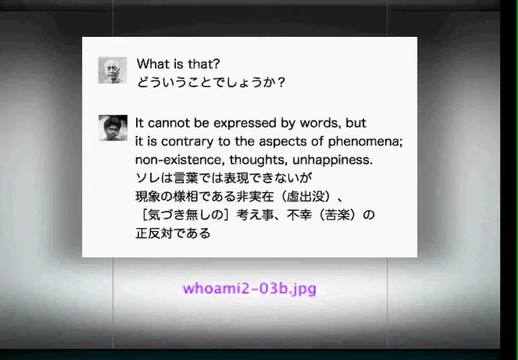 What is that?
どういうことでしょうか？
It cannot be expressed by words, but
it is contrary to the aspects of phenomena;
non-existence, thoughts, unhappiness.
ソレは言葉では表現できないが
現象の様相である非実在（虚出没）、
［気づき無しの］考え事、不幸（苦楽）の
正反対である
whoami2-03b.jpg